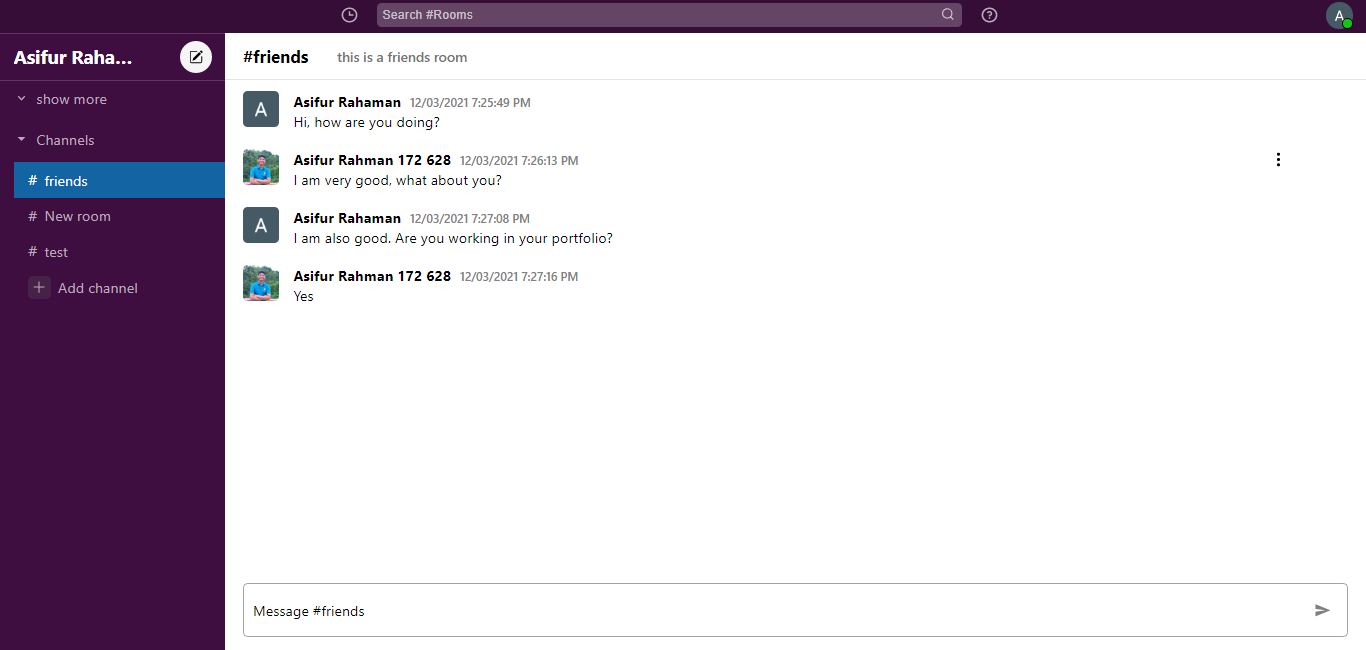 Search #Rooms
A
Asifur Raha...
#friends
this is a friends room
show more
Channels
# friends
# New room
# test
+ Add channel
A
Asifur Rahaman 12/03/2021 7:25:49 PM
Hi, how are you doing?
Asifur Rahman 172 628 12/03/2021 7:26:13 PM
I am very good, what about you?
A
Asifur Rahaman 12/03/2021 7:27:08 PM
I am also good. Are you working in your portfolio?
Asifur Rahman 172 628 12/03/2021 7:27:16 PM
Yes
Message #friends